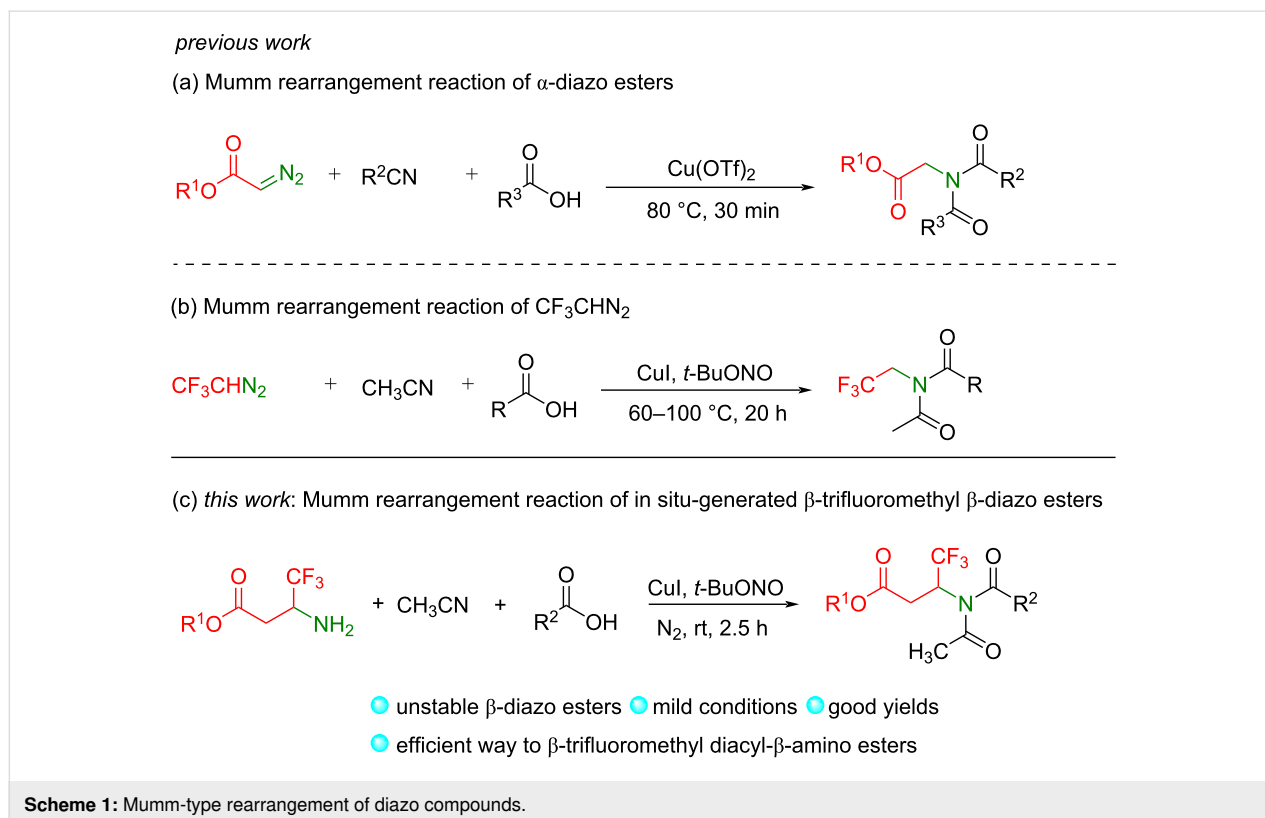 previous work
(a) Mumm rearrangement reaction of α-diazo esters
R¹O O N₂ + R²CN + R³ O OH Cu(OTf)₂ 80 °C, 30 min R¹O O N O R² R³ O
(b) Mumm rearrangement reaction of CF₃CHN₂
CF₃CHN₂ + CH₃CN + R O OH CuI, t-BuONO 60–100 °C, 20 h F₃C N O R O
(c) this work: Mumm rearrangement reaction of in situ-generated β-trifluoromethyl β-diazo esters
R¹O O CF₃ NH₂ + CH₃CN + R² O OH CuI, t-BuONO N₂, rt, 2.5 h R¹O O CF₃ N O R² H₃C O
unstable β-diazo esters mild conditions good yields
efficient way to β-trifluoromethyl diacyl-β-amino esters
Scheme 1: Mumm-type rearrangement of diazo compounds.